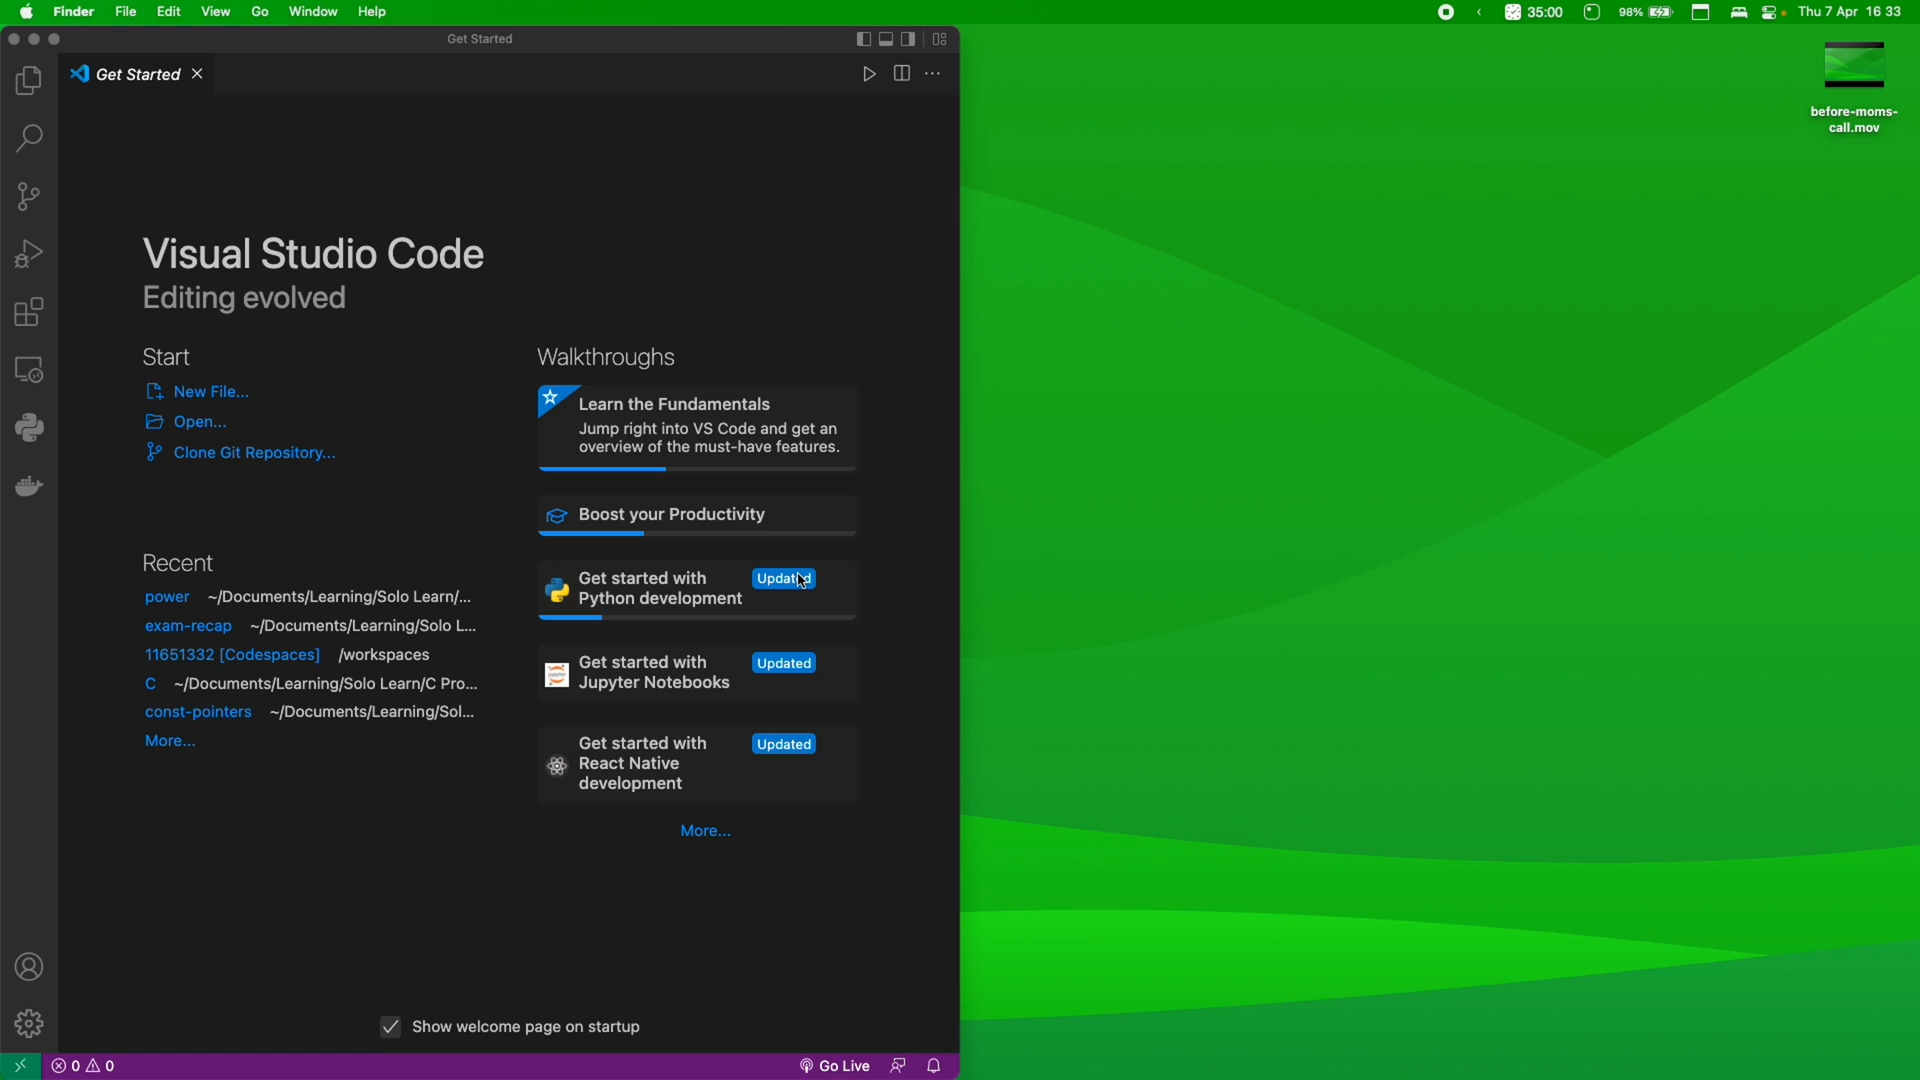 Finder File Edit View Go Window Help
35:00 98% Thu 7 Apr 16 33
Get Started
Get Started
before-moms-
call.mov
Visual Studio Code
Editing evolved
Start
New File...
Open...
Clone Git Repository...
Recent
power ~/Documents/Learning/Solo Learn/...
exam-recap ~/Documents/Learning/Solo L...
11651332 [Codespaces] /workspaces
C ~/Documents/Learning/Solo Learn/C Pro...
const-pointers ~/Documents/Learning/Sol...
More...
Walkthroughs
Learn the Fundamentals
Jump right into VS Code and get an
overview of the must-have features.
Boost your Productivity
Get started with Updated
Python development
Get started with Updated
Jupyter Notebooks
Get started with Updated
React Native
development
More...
Show welcome page on startup
0 0 Go Live